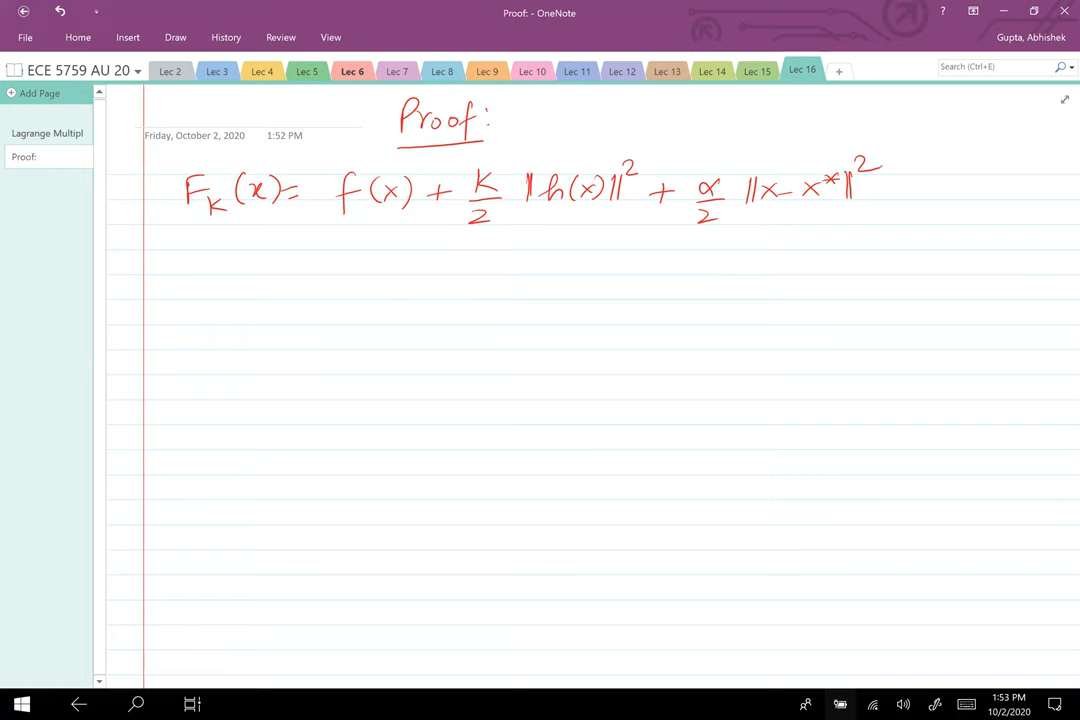 Proof: - OneNote
Gupta, Abhishek
File Home Insert Draw History Review View
ECE 5759 AU 20
Lec 2 Lec 3 Lec 4 Lec 5 Lec 6 Lec 7 Lec 8 Lec 9 Lec 10 Lec 11 Lec 12 Lec 13 Lec 14 Lec 15 Lec 16
Search (Ctrl+E)
Add Page
Lagrange Multipl
Proof:
Proof:
Friday, October 2, 2020 1:52 PM
F_k(x) = f(x) + k/2 ||h(x)||² + α/2 ||x - x*||²
1:53 PM
10/2/2020